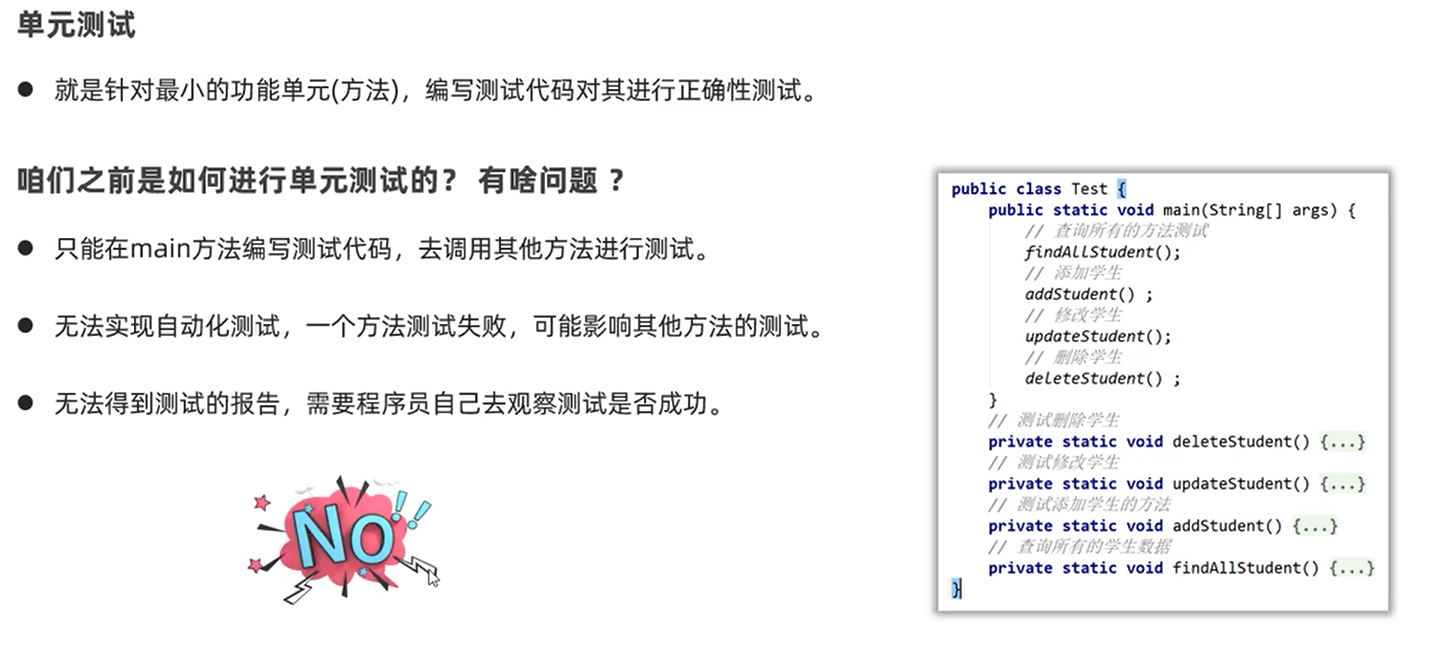 单元测试
● 就是针对最小的功能单元(方法)，编写测试代码对其进行正确性测试。
咱们之前是如何进行单元测试的？ 有啥问题 ？
● 只能在main方法编写测试代码，去调用其他方法进行测试。
● 无法实现自动化测试，一个方法测试失败，可能影响其他方法的测试。
● 无法得到测试的报告，需要程序员自己去观察测试是否成功。
NO!!
public class Test {
    public static void main(String[] args) {
        // 查询所有的方法测试
        findAllStudent();
        // 添加学生
        addStudent() ;
        // 修改学生
        updateStudent();
        // 删除学生
        deleteStudent() ;
    }
    // 测试删除学生
    private static void deleteStudent() {...}
    // 测试修改学生
    private static void updateStudent() {...}
    // 测试添加学生的方法
    private static void addStudent() {...}
    // 查询所有的学生数据
    private static void findAllStudent() {...}
}